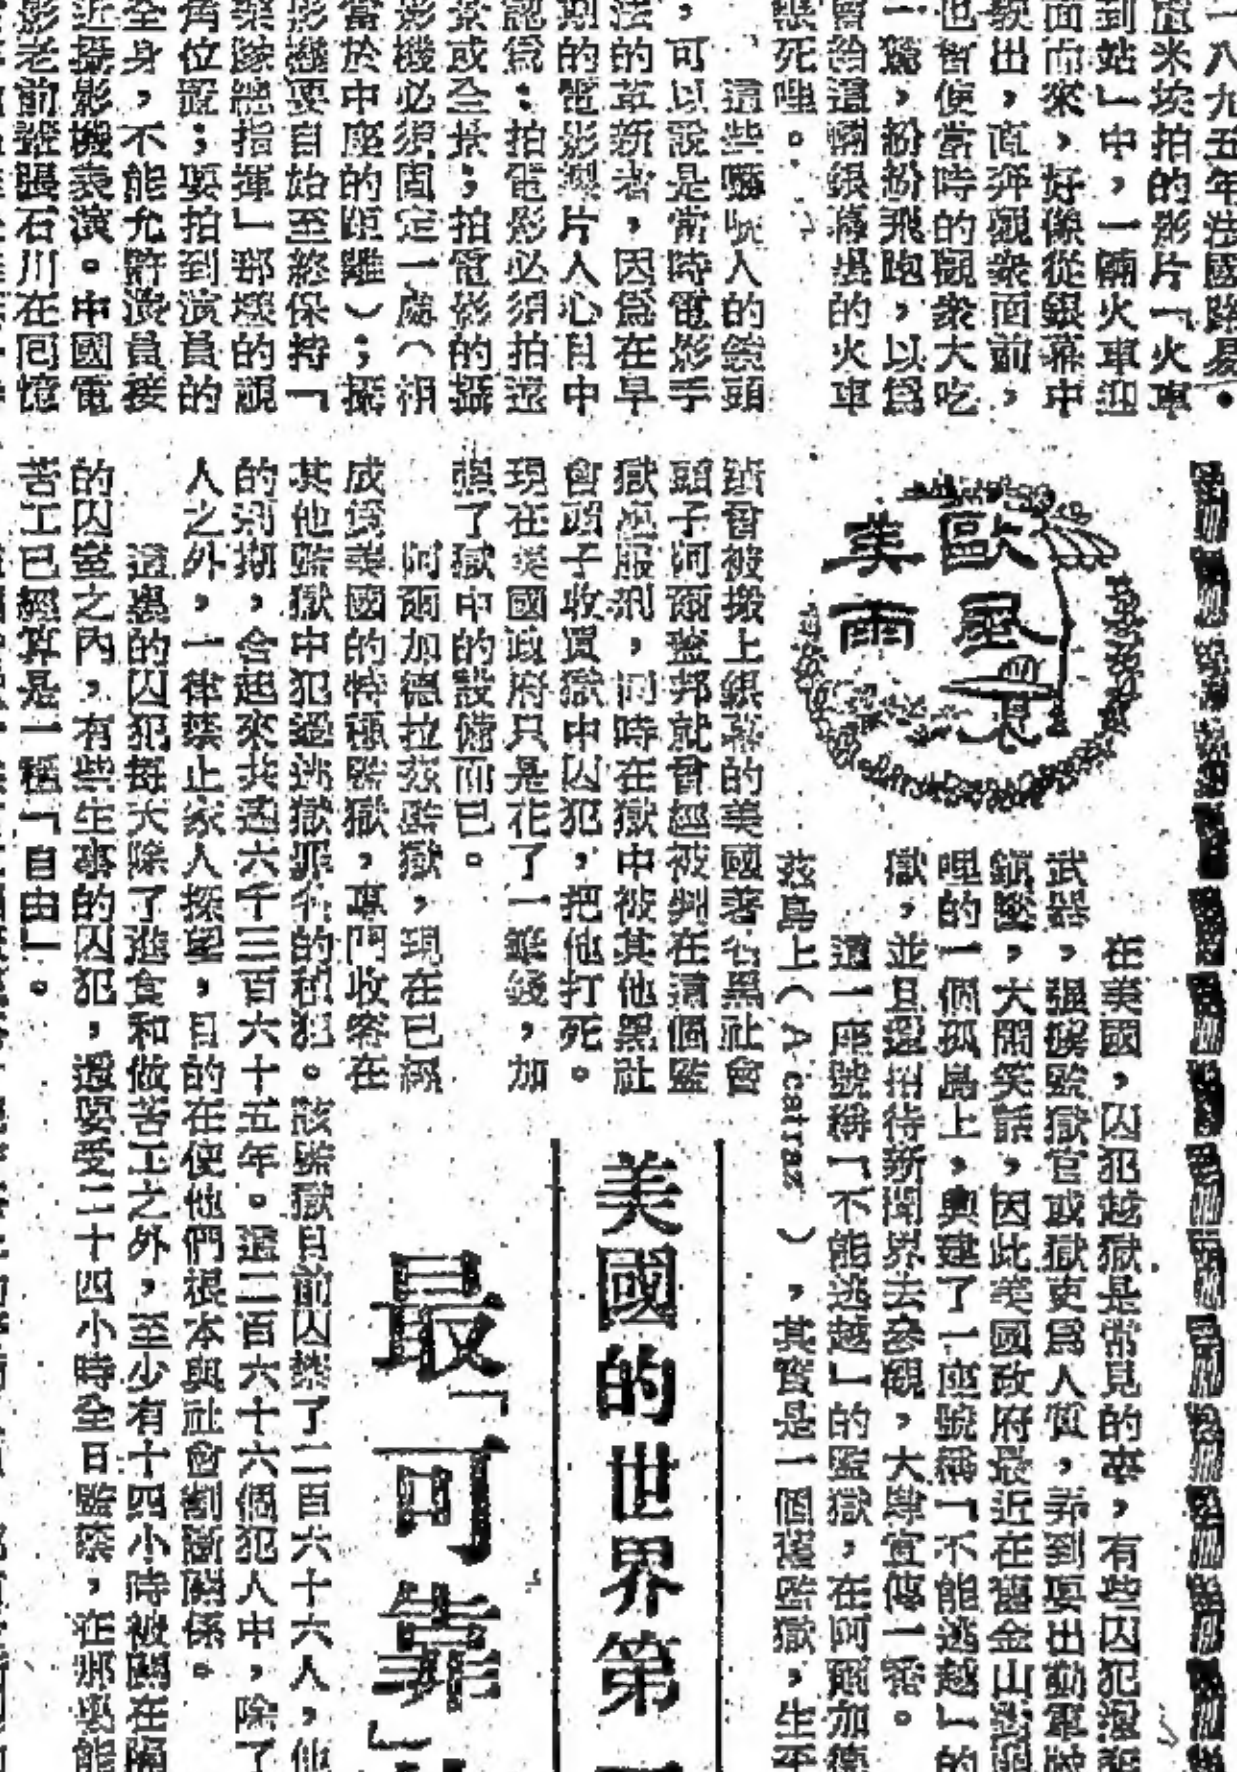 一八九五年法國路易•
盧米埃拍的影片「火車
到站」中,一輛火車迎
面而來,好像從銀幕中
駛出,直奔觀衆面前,
也曾使當時的觀衆大吃
一驚,紛紛飛跑,以爲
會給這輛銀幕裏的火車
輾死哩。
這些嚇唬人的鏡頭
,可以說是當時電影手
法的革新者,因爲在早
期的電影製片人心目中
認爲:拍電影必須拍遠
景或全景;拍電影的攝
影機必須固定一處(相
當於中座的距離);攝
影機要自始至終保持「
樂隊總指揮」那樣的視
角位置;要拍到演員的
全身,不能允許演員接
近攝影機表演。中國電
影老前輩張石川在囘憶
歐風
美雨
美國的世界第一
最「可靠」
在美國,囚犯越獄是常見的事,有些囚犯還
武器,强挾監獄官或獄吏爲人質,弄到要出動軍
鎮壓,大鬧笑話,因此美國政府最近在舊金山
哩的一個孤島上,興建了一座號稱「不能逃越」的
獄,並且還招待新聞界去參觀,大肆宣傳一番。
這一座號稱「不能逃越」的監獄,在阿爾加德
茲島上(Alcatraz),其實是一個舊監獄,生平
蹟曾被搬上銀幕的美國著名黑社會
頭子阿爾蓋邦就曾經被判在這個監
獄裏服刑,同時在獄中被其他黑社
會頭子收買獄中囚犯,把他打死。
現在美國政府只是花了一筆錢,加
强了獄中的設備而已。
阿爾加德拉茲監獄,現在已經
成爲美國的特種監獄,專門收容在
其他監獄中犯過逃獄罪名的犯。該監獄目前囚禁了二百六十六人,他
的刑期,合起來共達六千三百六十五年。這二百六十六個犯人中,除了
人之外,一律禁止家人探望,目的在使他們根本與社會割斷關係。
這裏的囚犯每天除了進食和做苦工之外,至少有十四小時被關在
的囚室之內,有些生事的囚犯,還要受二十四小時全日監禁,在那裏能
苦工已經算是一種「自由」。